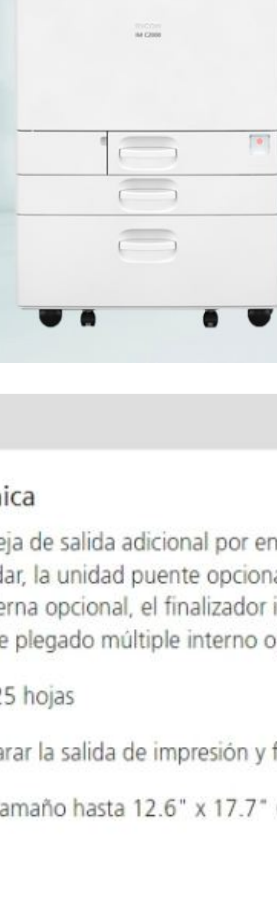 RICOH
IM C2000
nica
eja de salida adicional por en
dar, la unidad puente opciona
erna opcional, el finalizador i
e plegado múltiple interno o
25 hojas
arar la salida de impresión y f
amaño hasta 12.6" x 17.7"